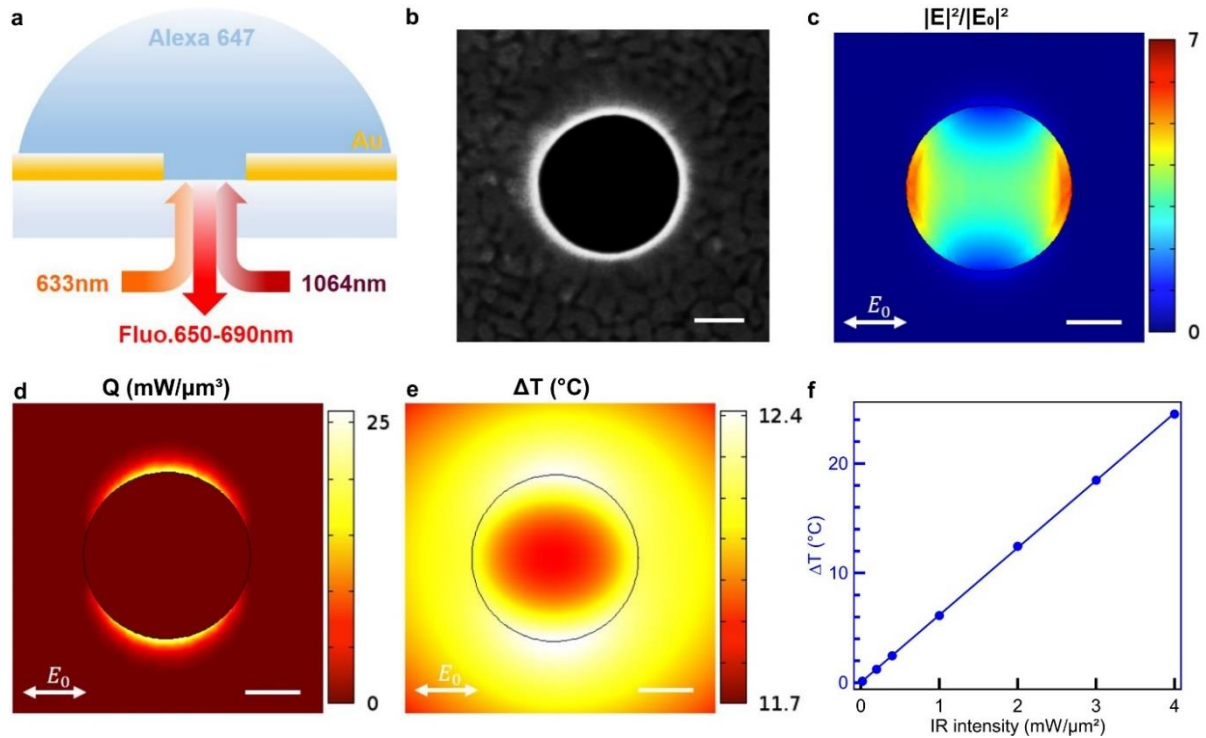 a
Alexa 647
Au
633nm
1064nm
Fluo.650-690nm
b
c
|E|²/|E₀|²
7
0
E₀
d
Q (mW/µm³)
25
0
E₀
e
ΔT (°C)
12.4
11.7
E₀
f
ΔT (°C)
20
10
0
0
1
2
3
4
IR intensity (mW/µm²)